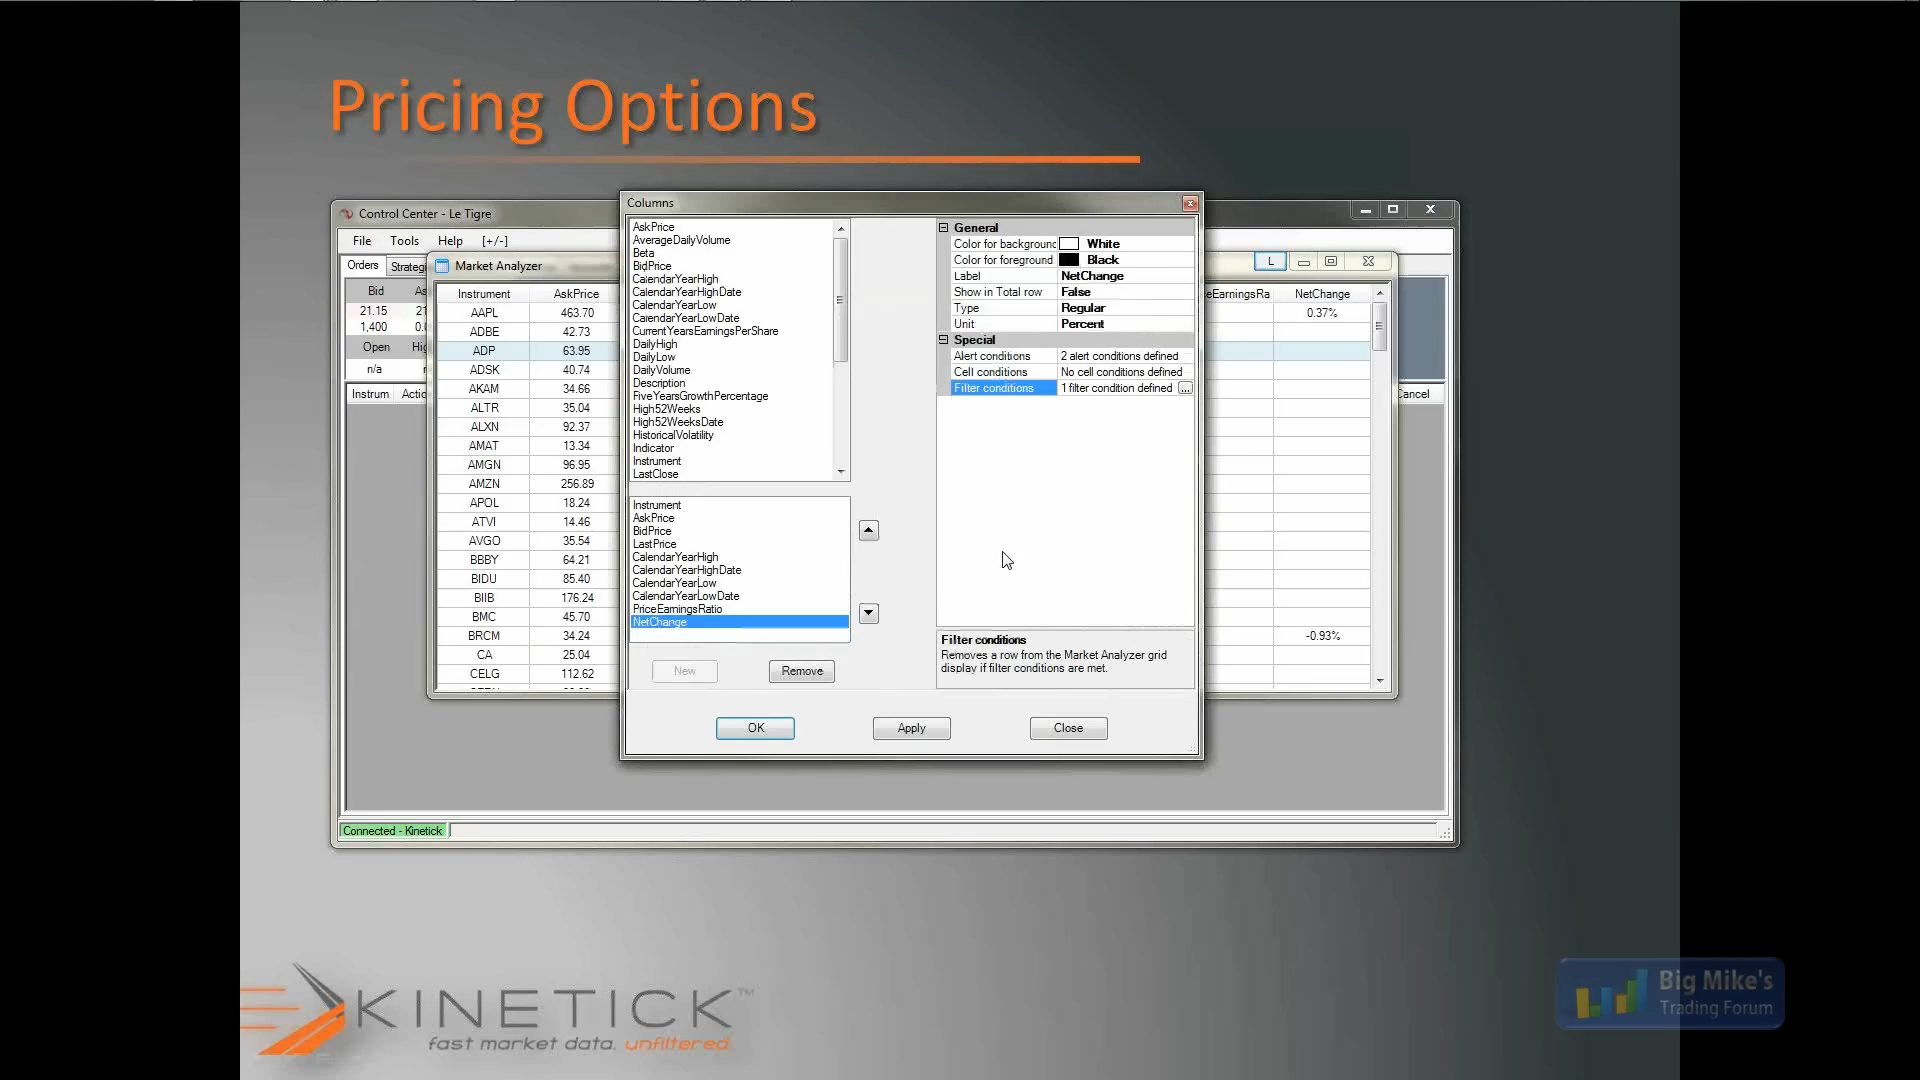 Pricing Options
Control Center - Le Tigre
File Tools Help [+/-]
Orders Strategi
Bid As
21.15 21
1,400 0.0
Open Hig
n/a
Instrum Actio
Cancel
Market Analyzer
L
Instrument AskPrice
AAPL 463.70
ADBE 42.73
ADP 63.95
ADSK 40.74
AKAM 34.66
ALTR 35.04
ALXN 92.37
AMAT 13.34
AMGN 96.95
AMZN 256.89
APOL 18.24
ATVI 14.46
AVGO 35.54
BBBY 64.21
BIDU 85.40
BIIB 176.24
BMC 45.70
BRCM 34.24
CA 25.04
CELG 112.62
eEarningsRa NetChange
0.37%
-0.93%
Columns
AskPrice
AverageDailyVolume
Beta
BidPrice
CalendarYearHigh
CalendarYearHighDate
CalendarYearLow
CalendarYearLowDate
CurrentYearsEarningsPerShare
DailyHigh
DailyLow
DailyVolume
Description
FiveYearsGrowthPercentage
High52Weeks
High52WeeksDate
HistoricalVolatility
Indicator
Instrument
LastClose
Instrument
AskPrice
BidPrice
LastPrice
CalendarYearHigh
CalendarYearHighDate
CalendarYearLow
CalendarYearLowDate
PriceEarningsRatio
NetChange
New Remove
General
Color for background White
Color for foreground Black
Label NetChange
Show in Total row False
Type Regular
Unit Percent
Special
Alert conditions 2 alert conditions defined
Cell conditions No cell conditions defined
Filter conditions 1 filter condition defined ...
Filter conditions
Removes a row from the Market Analyzer grid
display if filter conditions are met.
OK Apply Close
Connected - Kinetick
KINETICK™
fast market data. unfiltered.
Big Mike's
Trading Forum